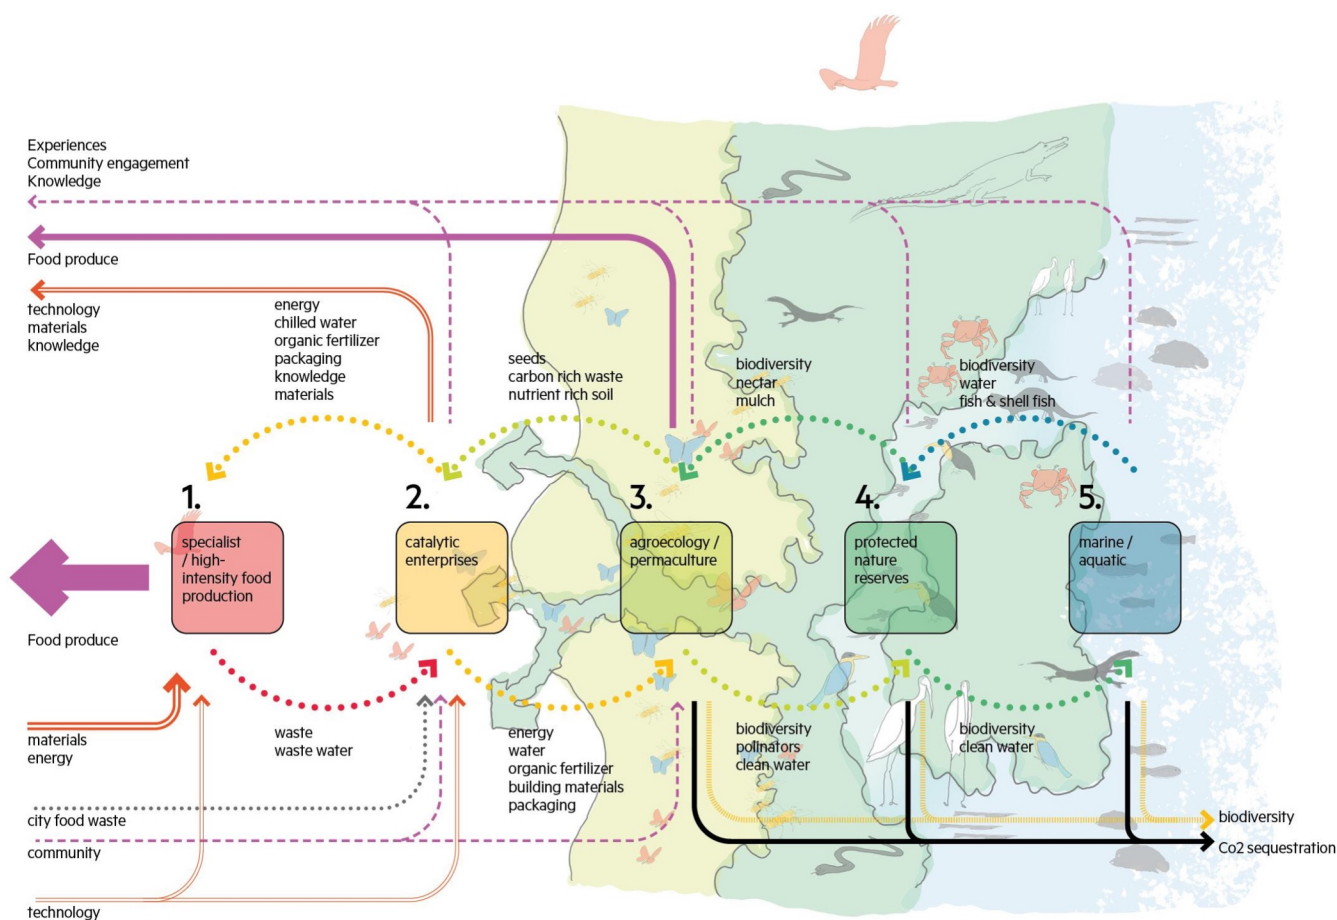 Experiences
Community engagement
Knowledge
Food produce
technology
materials
knowledge
energy
chilled water
organic fertilizer
packaging
knowledge
materials
seeds
carbon rich waste
nutrient rich soil
biodiversity
nectar
mulch
biodiversity
water
fish & shell fish
1.
2.
3.
4.
5.
specialist
/ high-
intensity food
production
catalytic
enterprises
agroecology /
permaculture
protected
nature
reserves
marine /
aquatic
Food produce
materials
energy
waste
waste water
energy
water
organic fertilizer
building materials
packaging
biodiversity
polinators
clean water
biodiversity
clean water
city food waste
community
technology
biodiversity
Co2 sequestration